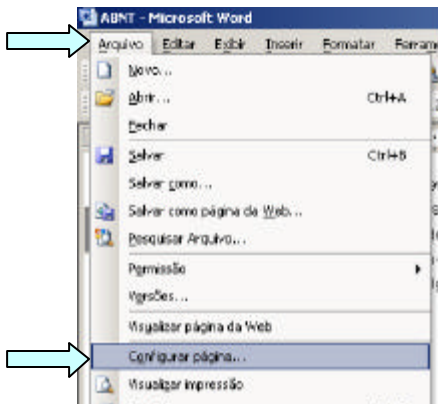 ABNT - Microsoft Word
Arquivo Editar Exibir Inserir Formatar Ferram
Novo...
Abrir... Ctrl+A
Fechar
Salvar Ctrl+B
Salvar como...
Salvar como página da Web...
Pesquisar Arquivo...
Permissão
Versões...
Visualizar página da Web
Configurar página...
Visualizar impressão